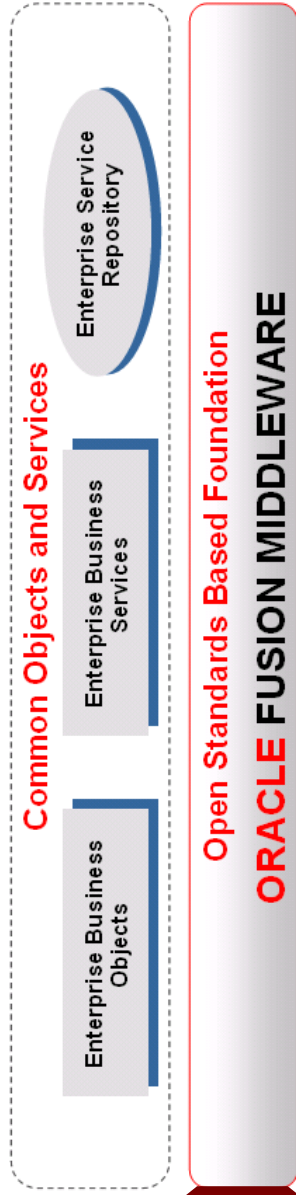 Common Objects and Services
Enterprise Business
Objects
Enterprise Business
Services
Enterprise Service
Repository
Open Standards Based Foundation
ORACLE FUSION MIDDLEWARE